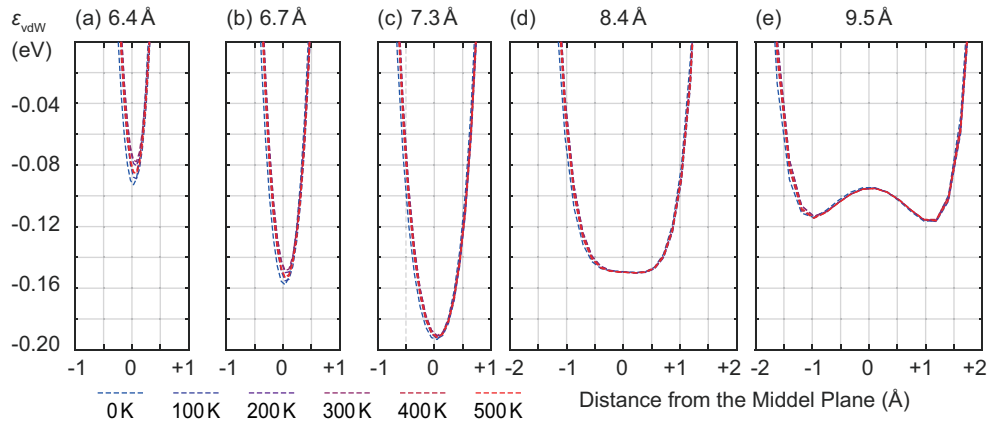 ε_vdW (a) 6.4 Å (b) 6.7 Å (c) 7.3 Å (d) 8.4 Å (e) 9.5 Å
(eV)
-0.04
-0.08
-0.12
-0.16
-0.20
-1 0 +1 -1 0 +1 -1 0 +1 -2 -1 0 +1 +2 -2 -1 0 +1 +2
0 K 100 K 200 K 300 K 400 K 500 K Distance from the Middel Plane (Å)